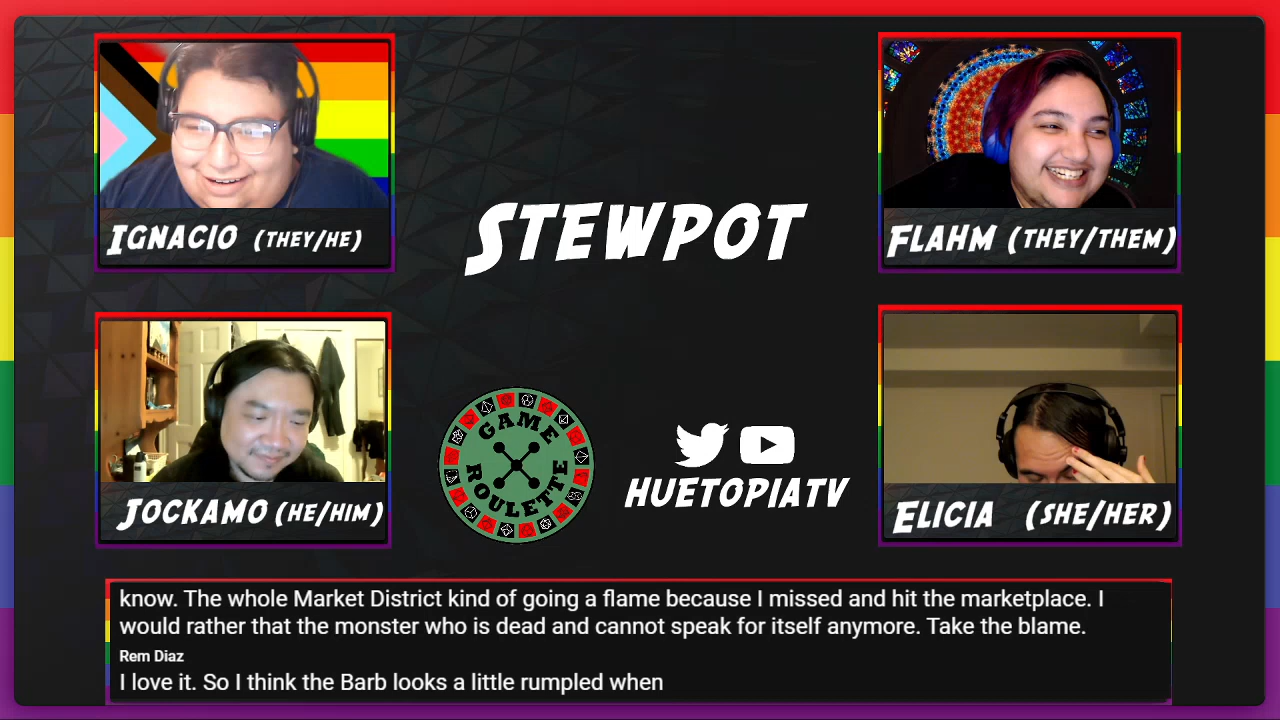 IGNACIO (THEY/HE)
FLAHM (THEY/THEM)
STEWPOT
JOCKAMO (HE/HIM)
GAME
ROULETTE
HUETOPIATV
ELICIA (SHE/HER)
know. The whole Market District kind of going a flame because I missed and hit the marketplace. I
would rather that the monster who is dead and cannot speak for itself anymore. Take the blame.
Rem Diaz
I love it. So I think the Barb looks a little rumpled when